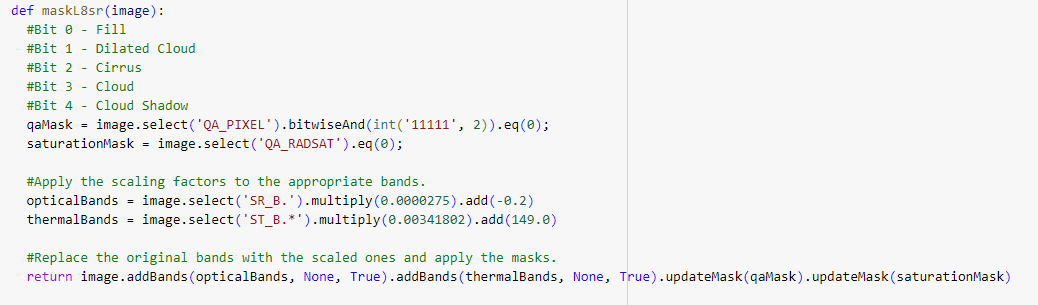 def maskL8sr(image):
#Bit 0 - Fill
#Bit 1 - Dilated Cloud
#Bit 2 - Cirrus
#Bit 3 - Cloud
#Bit 4 - Cloud Shadow
qaMask = image.select('QA_PIXEL').bitwiseAnd(int('11111', 2)).eq(0);
saturationMask = image.select('QA_RADSAT').eq(0);
#Apply the scaling factors to the appropriate bands.
opticalBands = image.select('SR_B.').multiply(0.0000275).add(-0.2)
thermalBands = image.select('ST_B.*').multiply(0.00341802).add(149.0)
#Replace the original bands with the scaled ones and apply the masks.
return image.addBands(opticalBands, None, True).addBands(thermalBands, None, True).updateMask(qaMask).updateMask(saturationMask)